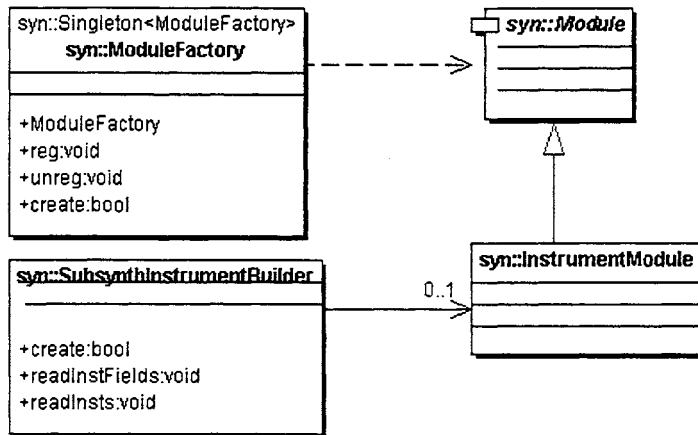 syn::Singleton<ModuleFactory>
syn::ModuleFactory
+ModuleFactory
+reg:void
+unreg:void
+create:bool
syn::Module
syn::SubsynthInstrumentBuilder
+create:bool
+readInstFields:void
+readInsts:void
0..1
syn::InstrumentModule